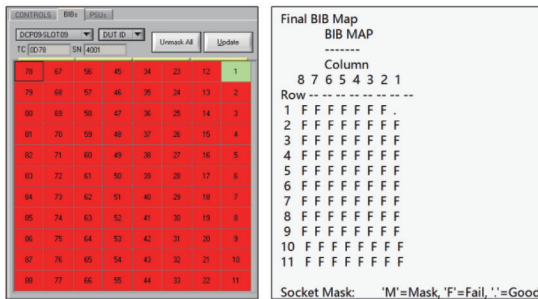 CONTROLS BIBs PSUs
DCP09-SLOT09 DUT ID Unmask All Update
TC 0D78 SN 4001
78 67 56 45 34 23 12 1
79 68 57 46 35 24 13 2
80 69 58 47 36 25 14 3
81 70 59 48 37 26 15 4
82 71 60 49 38 27 16 5
83 72 61 50 39 28 17 6
84 73 62 51 40 29 18 7
85 74 63 52 41 30 19 8
86 75 64 53 42 31 20 9
87 76 65 54 43 32 21 10
88 77 66 55 44 33 22 11
Final BIB Map
BIB MAP
-------
Column
8 7 6 5 4 3 2 1
Row -- -- -- -- -- -- -- --
1 F F F F F F F .
2 F F F F F F F F
3 F F F F F F F F
4 F F F F F F F F
5 F F F F F F F F
6 F F F F F F F F
7 F F F F F F F F
8 F F F F F F F F
9 F F F F F F F F
10 F F F F F F F F
11 F F F F F F F F
Socket Mask: 'M'=Mask, 'F'=Fail, '.'=Good